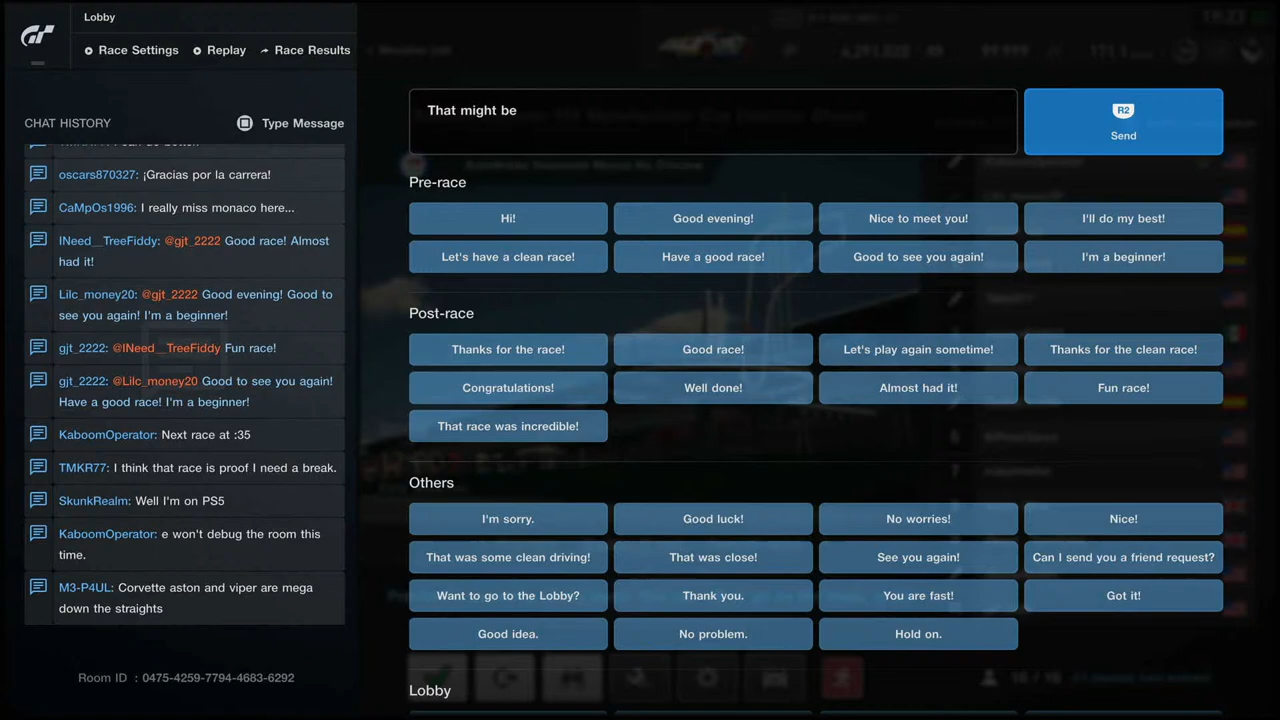 Lobby
Race Settings
Replay
Race Results
CHAT HISTORY
Type Message
oscars870327: ¡Gracias por la carrera!
CaMpOs1996: I really miss monaco here...
INeed__TreeFiddy: @gjt_2222 Good race! Almost
had it!
Lilc_money20: @gjt_2222 Good evening! Good to
see you again! I'm a beginner!
gjt_2222: @INeed__TreeFiddy Fun race!
gjt_2222: @Lilc_money20 Good to see you again!
Have a good race! I'm a beginner!
KaboomOperator: Next race at :35
TMKR77: I think that race is proof I need a break.
SkunkRealm: Well I'm on PS5
KaboomOperator: e won't debug the room this
time.
M3-P4UL: Corvette aston and viper are mega
down the straights
Room ID : 0475-4259-7794-4683-6292
That might be
R2
Send
Pre-race
Hi!
Good evening!
Nice to meet you!
I'll do my best!
Let's have a clean race!
Have a good race!
Good to see you again!
I'm a beginner!
Post-race
Thanks for the race!
Good race!
Let's play again sometime!
Thanks for the clean race!
Congratulations!
Well done!
Almost had it!
Fun race!
That race was incredible!
Others
I'm sorry.
Good luck!
No worries!
Nice!
That was some clean driving!
That was close!
See you again!
Can I send you a friend request?
Want to go to the Lobby?
Thank you.
You are fast!
Got it!
Good idea.
No problem.
Hold on.
Lobby